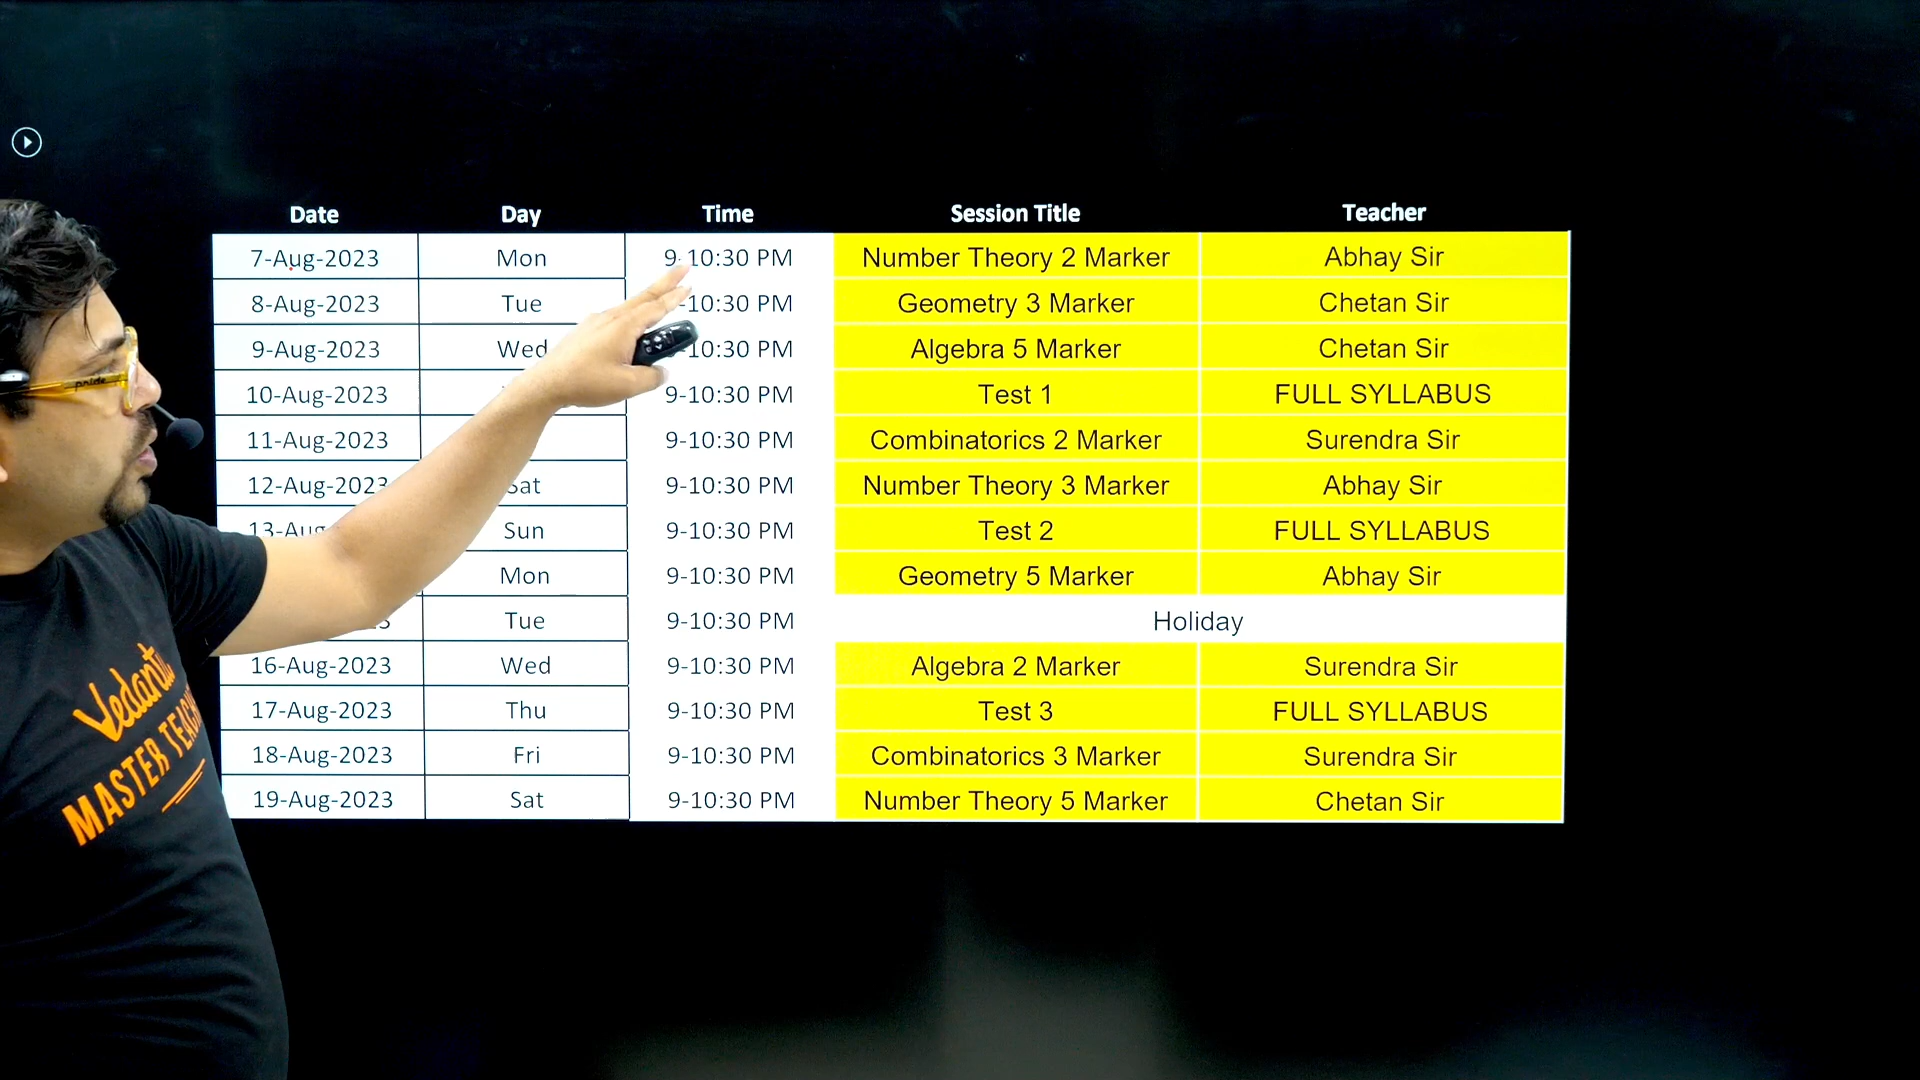 Date Day Time Session Title Teacher
7-Aug-2023 Mon 9-10:30 PM Number Theory 2 Marker Abhay Sir
8-Aug-2023 Tue -10:30 PM Geometry 3 Marker Chetan Sir
9-Aug-2023 Wed 10:30 PM Algebra 5 Marker Chetan Sir
10-Aug-2023 9-10:30 PM Test 1 FULL SYLLABUS
11-Aug-2023 9-10:30 PM Combinatorics 2 Marker Surendra Sir
12-Aug-2023 Sat 9-10:30 PM Number Theory 3 Marker Abhay Sir
13-Aug Sun 9-10:30 PM Test 2 FULL SYLLABUS
Mon 9-10:30 PM Geometry 5 Marker Abhay Sir
Tue 9-10:30 PM Holiday
16-Aug-2023 Wed 9-10:30 PM Algebra 2 Marker Surendra Sir
17-Aug-2023 Thu 9-10:30 PM Test 3 FULL SYLLABUS
18-Aug-2023 Fri 9-10:30 PM Combinatorics 3 Marker Surendra Sir
19-Aug-2023 Sat 9-10:30 PM Number Theory 5 Marker Chetan Sir
pride
Vedantu
MASTER TEACH